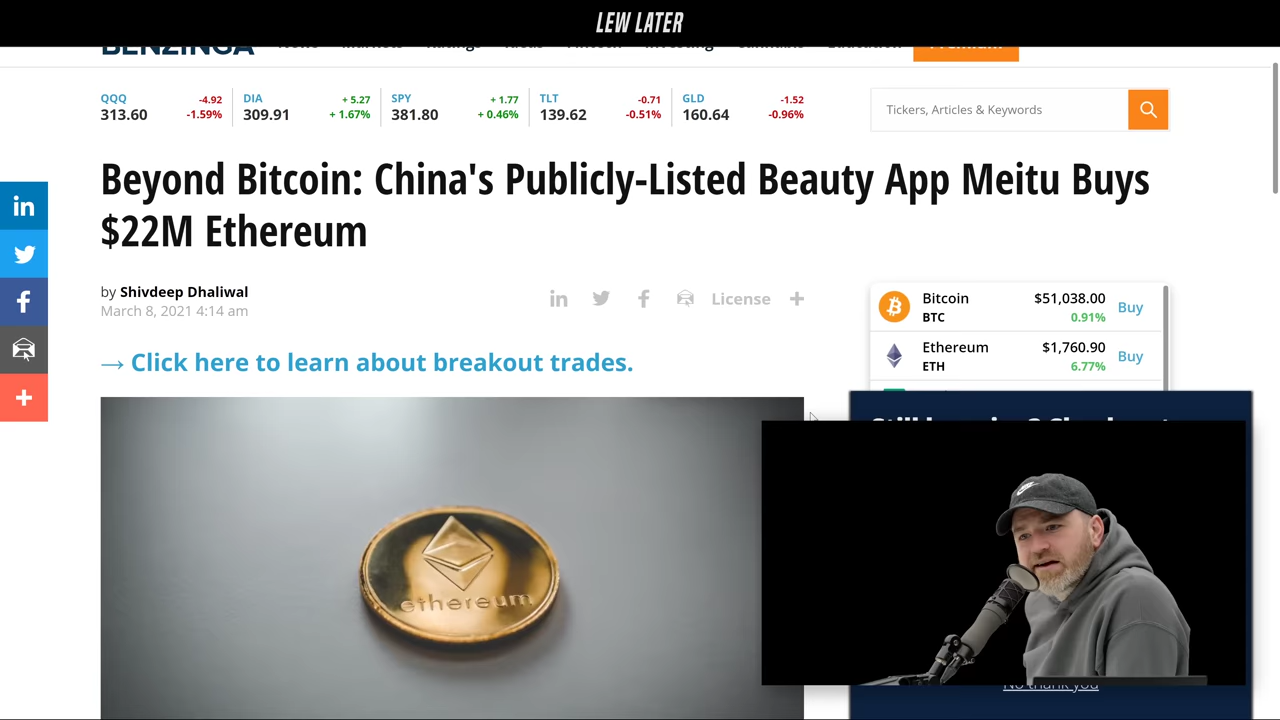 LEW LATER
BENZINGA
QQQ -4.92
313.60 -1.59%
DIA + 5.27
309.91 + 1.67%
SPY + 1.77
381.80 + 0.46%
TLT -0.71
139.62 -0.51%
GLD -1.52
160.64 -0.96%
Tickers, Articles & Keywords
Beyond Bitcoin: China's Publicly-Listed Beauty App Meitu Buys
$22M Ethereum
by Shivdeep Dhaliwal
March 8, 2021 4:14 am
License
→ Click here to learn about breakout trades.
Bitcoin $51,038.00 Buy
BTC 0.91%
Ethereum $1,760.90 Buy
ETH 6.77%
ethereum
No thank you